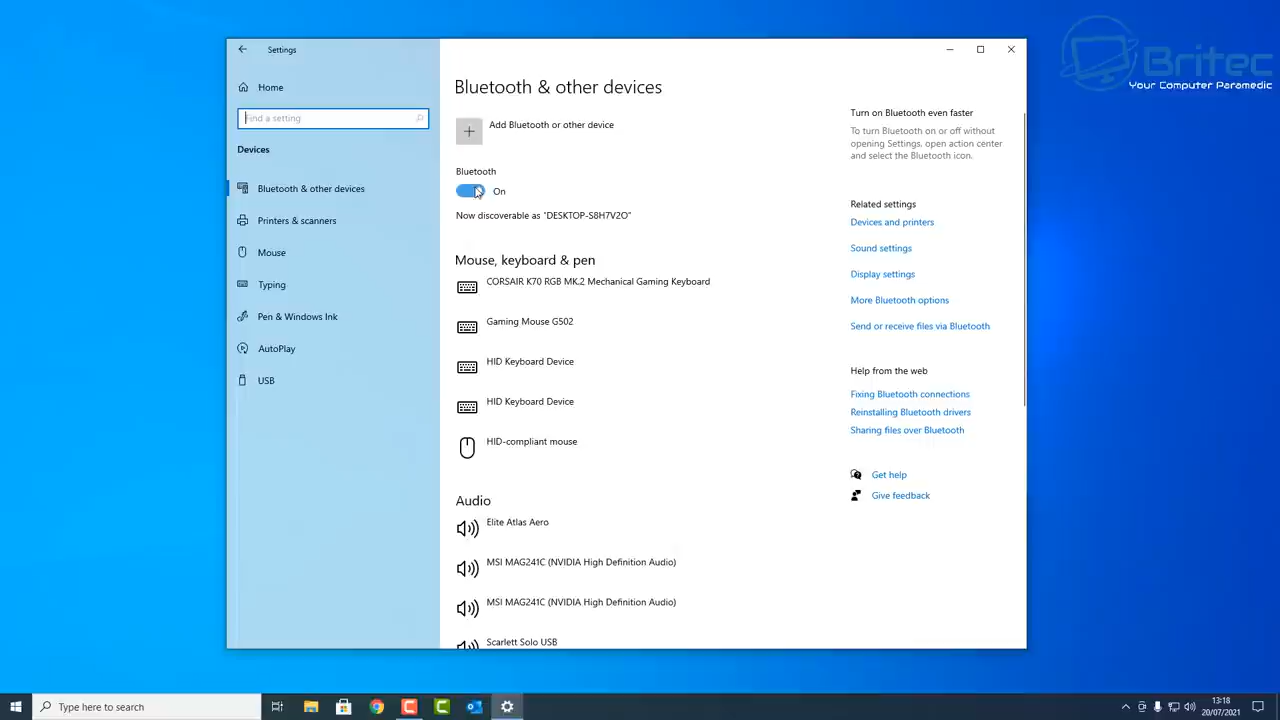 Settings
Britec
Your Computer Paramedic
Home
Find a setting
Devices
Bluetooth & other devices
Printers & scanners
Mouse
Typing
Pen & Windows Ink
AutoPlay
USB
Bluetooth & other devices
Add Bluetooth or other device
Bluetooth
On
Now discoverable as "DESKTOP-S8H7V2O"
Mouse, keyboard & pen
CORSAIR K70 RGB MK.2 Mechanical Gaming Keyboard
Gaming Mouse G502
HID Keyboard Device
HID Keyboard Device
HID-compliant mouse
Audio
Elite Atlas Aero
MSI MAG241C (NVIDIA High Definition Audio)
MSI MAG241C (NVIDIA High Definition Audio)
Scarlett Solo USB
Turn on Bluetooth even faster
To turn Bluetooth on or off without
opening Settings, open action center
and select the Bluetooth icon.
Related settings
Devices and printers
Sound settings
Display settings
More Bluetooth options
Send or receive files via Bluetooth
Help from the web
Fixing Bluetooth connections
Reinstalling Bluetooth drivers
Sharing files over Bluetooth
Get help
Give feedback
Type here to search
13:18
20/07/2021